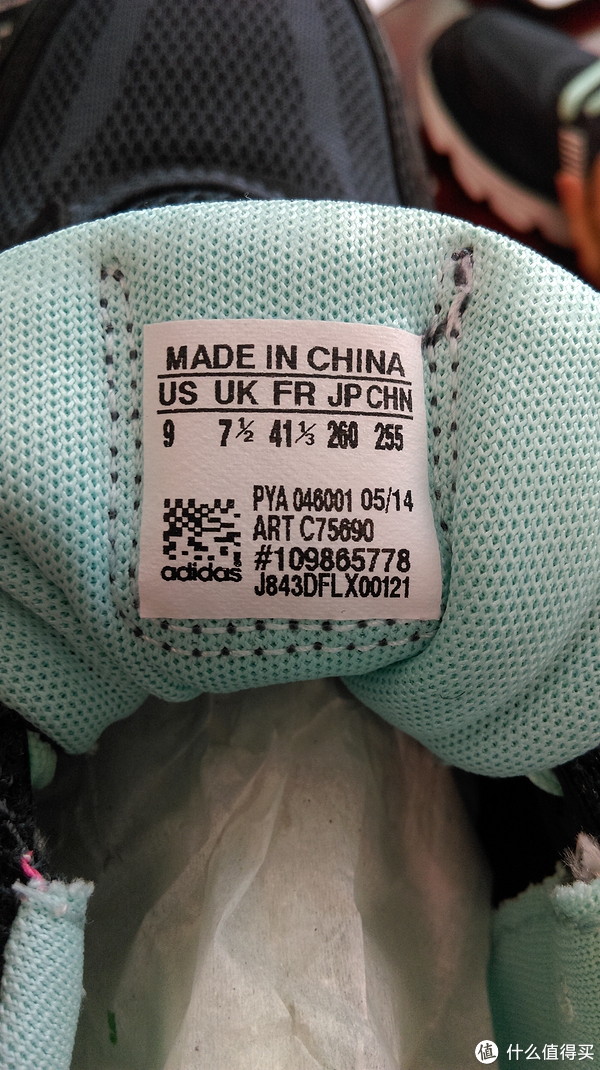 MADE IN CHINA
US UK FR JP CHN
9 7½ 41⅓ 260 255
PYA 046001 05/14
ART C75690
#109865778
adidas
J843DFLX00121
值 什么值得买